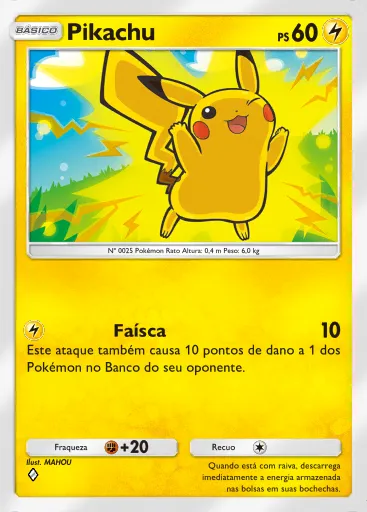 BÁSICO Pikachu PS 60
Nº 0025 Pokémon Rato Altura: 0,4 m Peso: 6,0 kg
Faísca 10
Este ataque também causa 10 pontos de dano a 1 dos
Pokémon no Banco do seu oponente.
Fraqueza +20 Recuo
Ilust. MAHOU
Quando está com raiva, descarrega
imediatamente a energia armazenada
nas bolsas em suas bochechas.